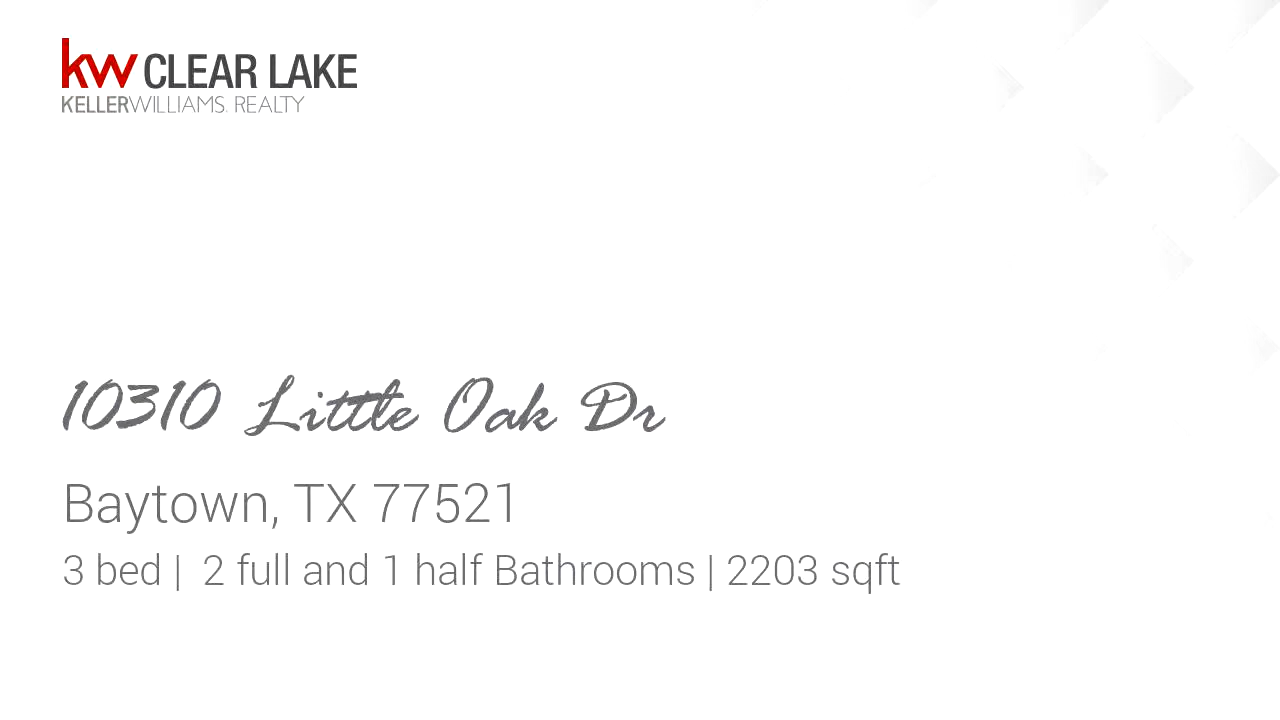 kw CLEAR LAKE
KELLERWILLIAMS. REALTY
10310 Little Oak Dr
Baytown, TX 77521
3 bed | 2 full and 1 half Bathrooms | 2203 sqft